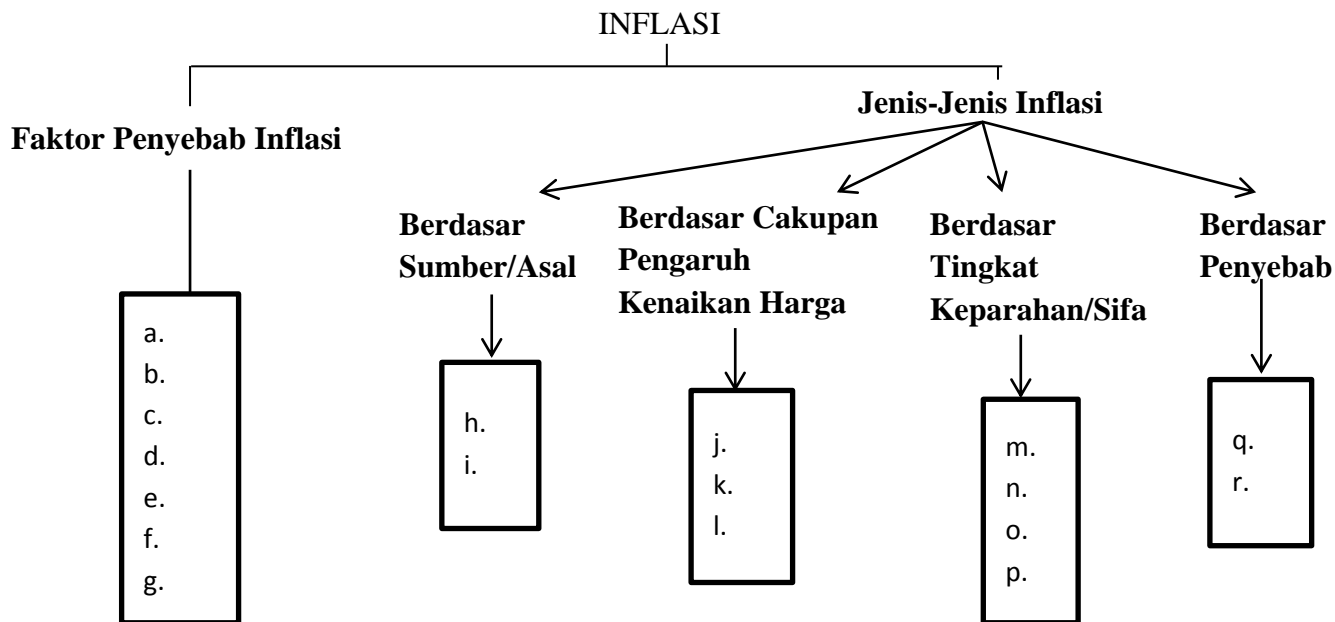 INFLASI
Jenis-Jenis Inflasi
Faktor Penyebab Inflasi
Berdasar
Sumber/Asal
Berdasar Cakupan
Pengaruh
Kenaikan Harga
Berdasar
Tingkat
Keparahan/Sifa
Berdasar
Penyebab
a.
b.
c.
d.
e.
f.
g.
h.
i.
j.
k.
l.
m.
n.
o.
p.
q.
r.